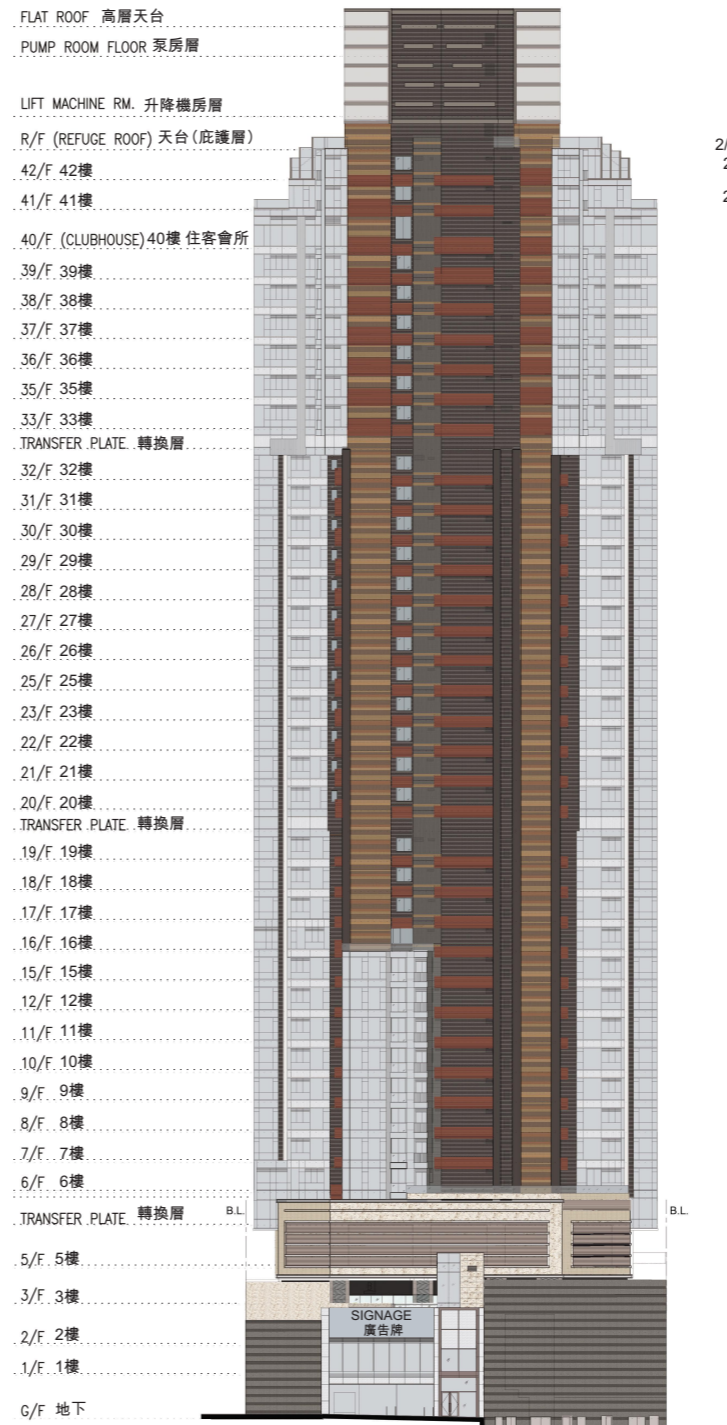 FLAT ROOF 高層天台
PUMP ROOM FLOOR 泵房層
LIFT MACHINE RM. 升降機房層
R/F (REFUGE ROOF) 天台(庇護層)
42/F 42樓
41/F 41樓
40/F (CLUBHOUSE) 40樓 住客會所
39/F 39樓
38/F 38樓
37/F 37樓
36/F 36樓
35/F 35樓
33/F 33樓
TRANSFER PLATE 轉換層
32/F 32樓
31/F 31樓
30/F 30樓
29/F 29樓
28/F 28樓
27/F 27樓
26/F 26樓
25/F 25樓
23/F 23樓
22/F 22樓
21/F 21樓
20/F 20樓
TRANSFER PLATE 轉換層
19/F 19樓
18/F 18樓
17/F 17樓
16/F 16樓
15/F 15樓
12/F 12樓
11/F 11樓
10/F 10樓
9/F 9樓
8/F 8樓
7/F 7樓
6/F 6樓
TRANSFER PLATE 轉換層
B.L.
B.L.
5/F 5樓
3/F 3樓
SIGNAGE
廣告牌
2/F 2樓
1/F 1樓
G/F 地下